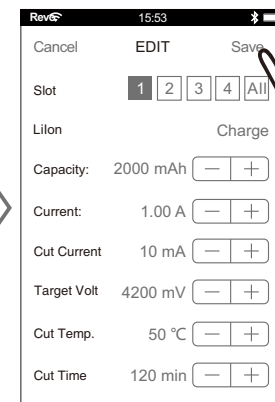 Rev 15:53
Cancel EDIT Save
Slot 1 2 3 4 All
LiIon Charge
Capacity: 2000 mAh — +
Current: 1.00 A — +
Cut Current 10 mA — +
Target Volt 4200 mV — +
Cut Temp. 50 ℃ — +
Cut Time 120 min — +